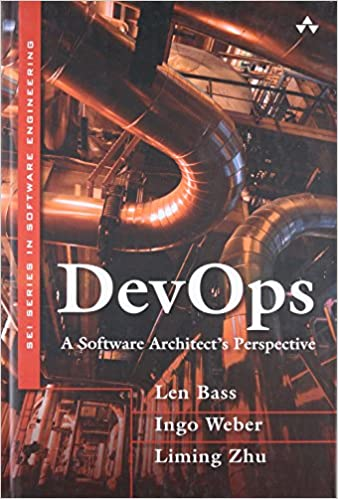 SEI SERIES IN SOFTWARE ENGINEERING
DevOps
A Software Architect's Perspective
Len Bass
Ingo Weber
Liming Zhu